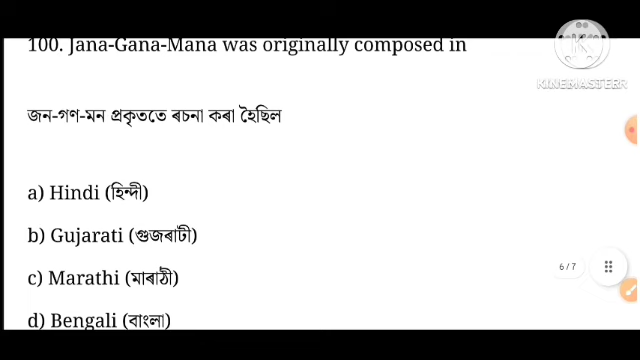 100. Jana-Gana-Mana was originally composed in
KINEMASTER
জন-গণ-মন প্ৰকৃততে ৰচনা কৰা হৈছিল
a) Hindi (হিন্দী)
b) Gujarati (গুজৰাটী)
c) Marathi (মাৰাঠী)
6 / 7
d) Bengali (বাংলা)